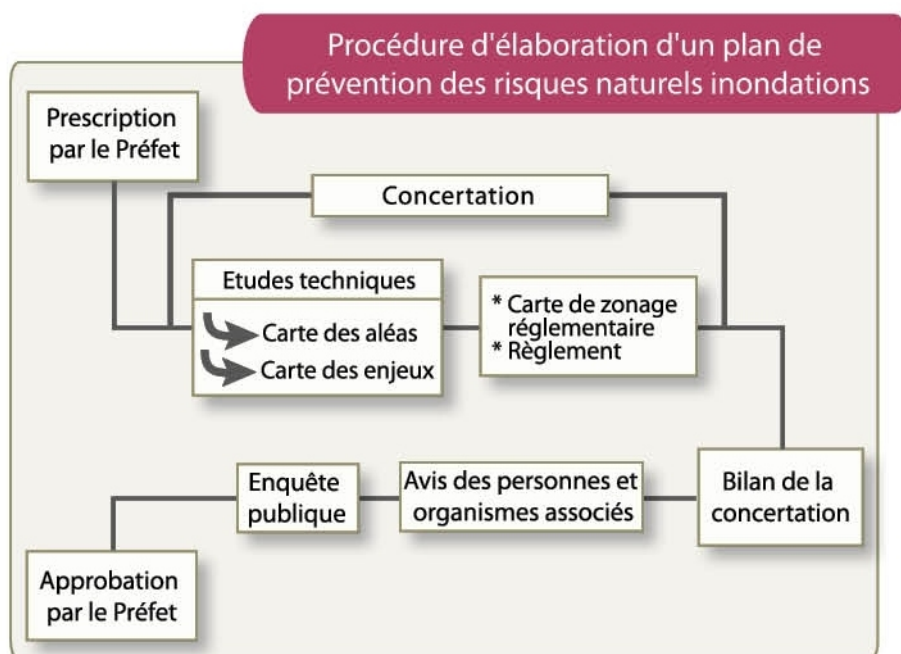 Procédure d'élaboration d'un plan de
prévention des risques naturels inondations
Prescription
par le Préfet
Concertation
Etudes techniques
Carte des aléas
Carte des enjeux
* Carte de zonage
réglementaire
* Règlement
Bilan de la
concertation
Avis des personnes et
organismes associés
Enquête
publique
Approbation
par le Préfet